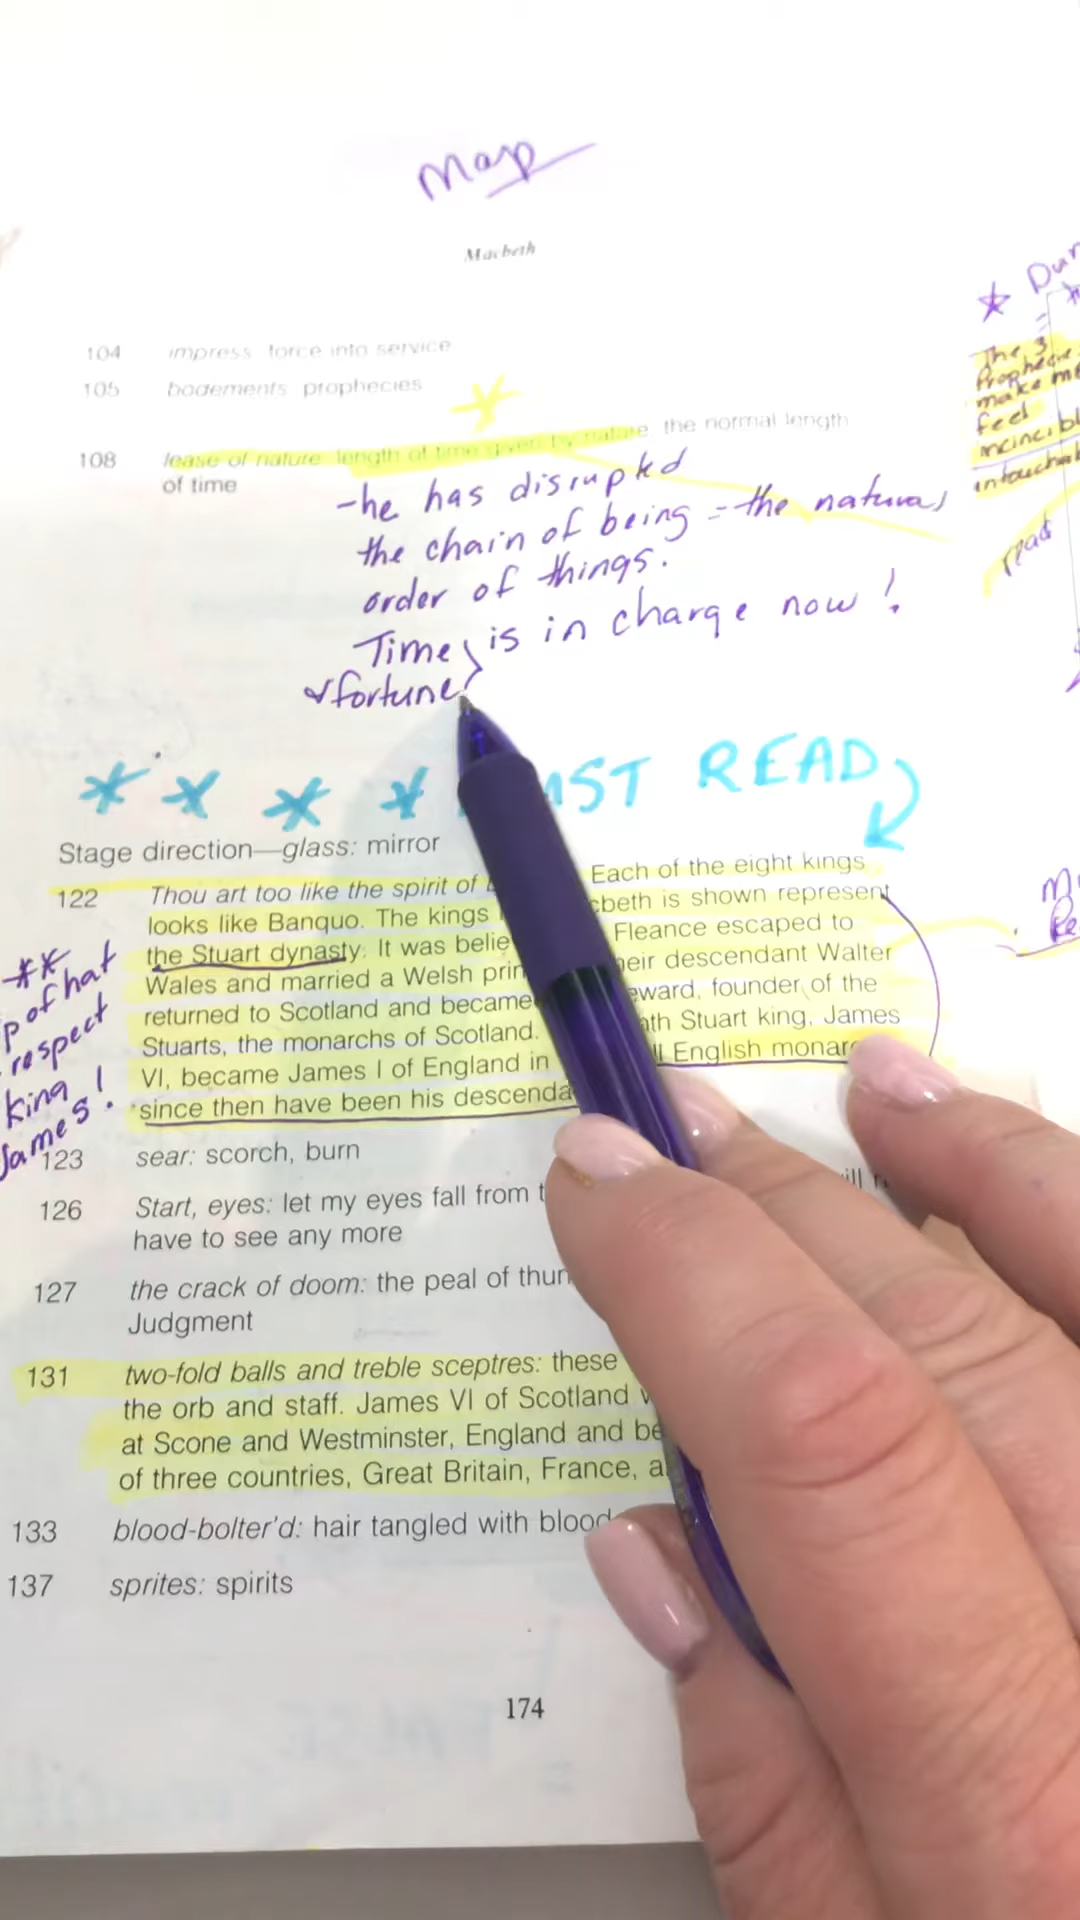 Map
Macbeth
104 impress: force into service
105 bodements: prophecies
108 lease of nature: length of time given by nature, the normal length
of time
-he has disrupted
the chain of being = the natural
order of things.
Time } is in charge now!
& fortune
* * * * READ
Stage direction—glass: mirror
122 Thou art too like the spirit of Each of the eight kings
looks like Banquo. The kings beth is shown represent
the Stuart dynasty. It was belie Fleance escaped to
Wales and married a Welsh prin eir descendant Walter
returned to Scotland and became eward, founder of the
Stuarts, the monarchs of Scotland. th Stuart king, James
VI, became James I of England in ll English monar
since then have been his descenda
**
p of hat
respect
king
James!
123 sear: scorch, burn
126 Start, eyes: let my eyes fall from t ill
have to see any more
127 the crack of doom: the peal of thun
Judgment
131 two-fold balls and treble sceptres: these
the orb and staff. James VI of Scotland
at Scone and Westminster, England and be
of three countries, Great Britain, France, a
133 blood-bolter'd: hair tangled with blood
137 sprites: spirits
174
* Dun
The 3
make me
feel
untouchab
read